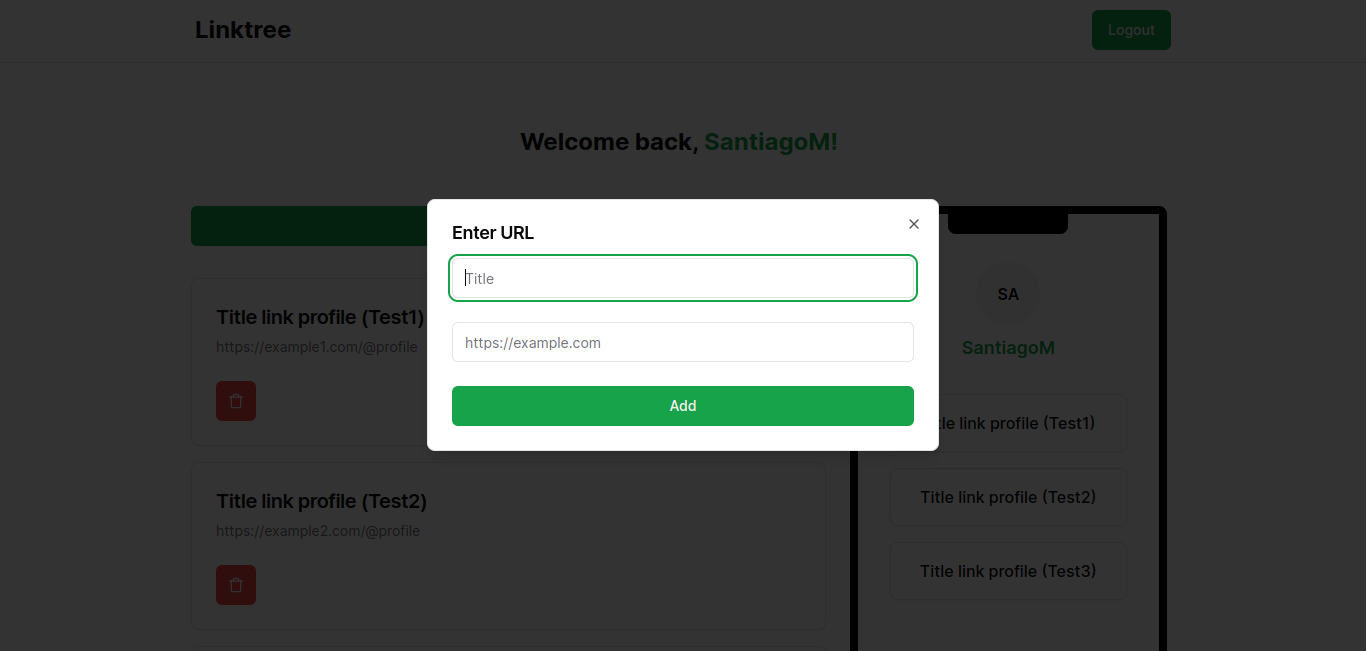 Linktree
Logout
Welcome back, SantiagoM!
Enter URL
Title
https://example.com
Add
Title link profile (Test1)
https://example1.com/@profile
Title link profile (Test2)
https://example2.com/@profile
SA
SantiagoM
tle link profile (Test1)
Title link profile (Test2)
Title link profile (Test3)